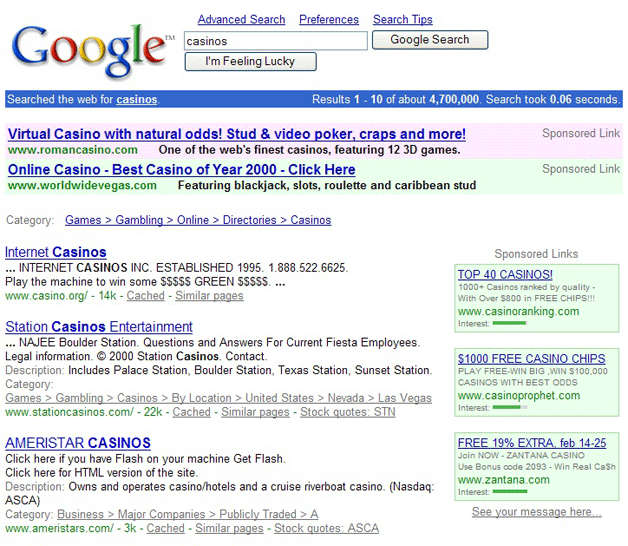 Advanced Search Preferences Search Tips
Google™
casinos
Google Search
I'm Feeling Lucky
Searched the web for casinos. Results 1 - 10 of about 4,700,000. Search took 0.06 seconds.
Virtual Casino with natural odds! Stud & video poker, craps and more! Sponsored Link
www.romancasino.com One of the web's finest casinos, featuring 12 3D games.
Online Casino - Best Casino of Year 2000 - Click Here Sponsored Link
www.worldwidevegas.com Featuring blackjack, slots, roulette and caribbean stud
Category: Games > Gambling > Online > Directories > Casinos
Internet Casinos
... INTERNET CASINOS INC. ESTABLISHED 1995. 1.888.522.6625.
Play the machine to win some $$$$$ GREEN $$$$$. ...
www.casino.org/ - 14k - Cached - Similar pages
Station Casinos Entertainment
... NAJEE Boulder Station. Questions and Answers For Current Fiesta Employees.
Legal information. © 2000 Station Casinos. Contact.
Description: Includes Palace Station, Boulder Station, Texas Station, Sunset Station.
Category:
Games > Gambling > Casinos > By Location > United States > Nevada > Las Vegas
www.stationcasinos.com/ - 22k - Cached - Similar pages - Stock quotes: STN
AMERISTAR CASINOS
Click here if you have Flash on your machine Get Flash.
Click here for HTML version of the site.
Description: Owns and operates casino/hotels and a cruise riverboat casino. (Nasdaq:
ASCA)
Category: Business > Major Companies > Publicly Traded > A
www.ameristars.com/ - 3k - Cached - Similar pages - Stock quotes: ASCA
Sponsored Links
TOP 40 CASINOS!
1000+ Casinos ranked by quality -
With Over $800 in FREE CHIPS!!!
www.casinoranking.com
Interest:
$1000 FREE CASINO CHIPS
PLAY FREE-WIN BIG ,WIN $100,000
CASINOS WITH BEST ODDS
www.casinoprophet.com
Interest:
FREE 19% EXTRA, feb 14-25
Join NOW - ZANTANA CASINO
Use Bonus code 2093 - Win Real Ca$h
www.zantana.com
Interest:
See your message here...